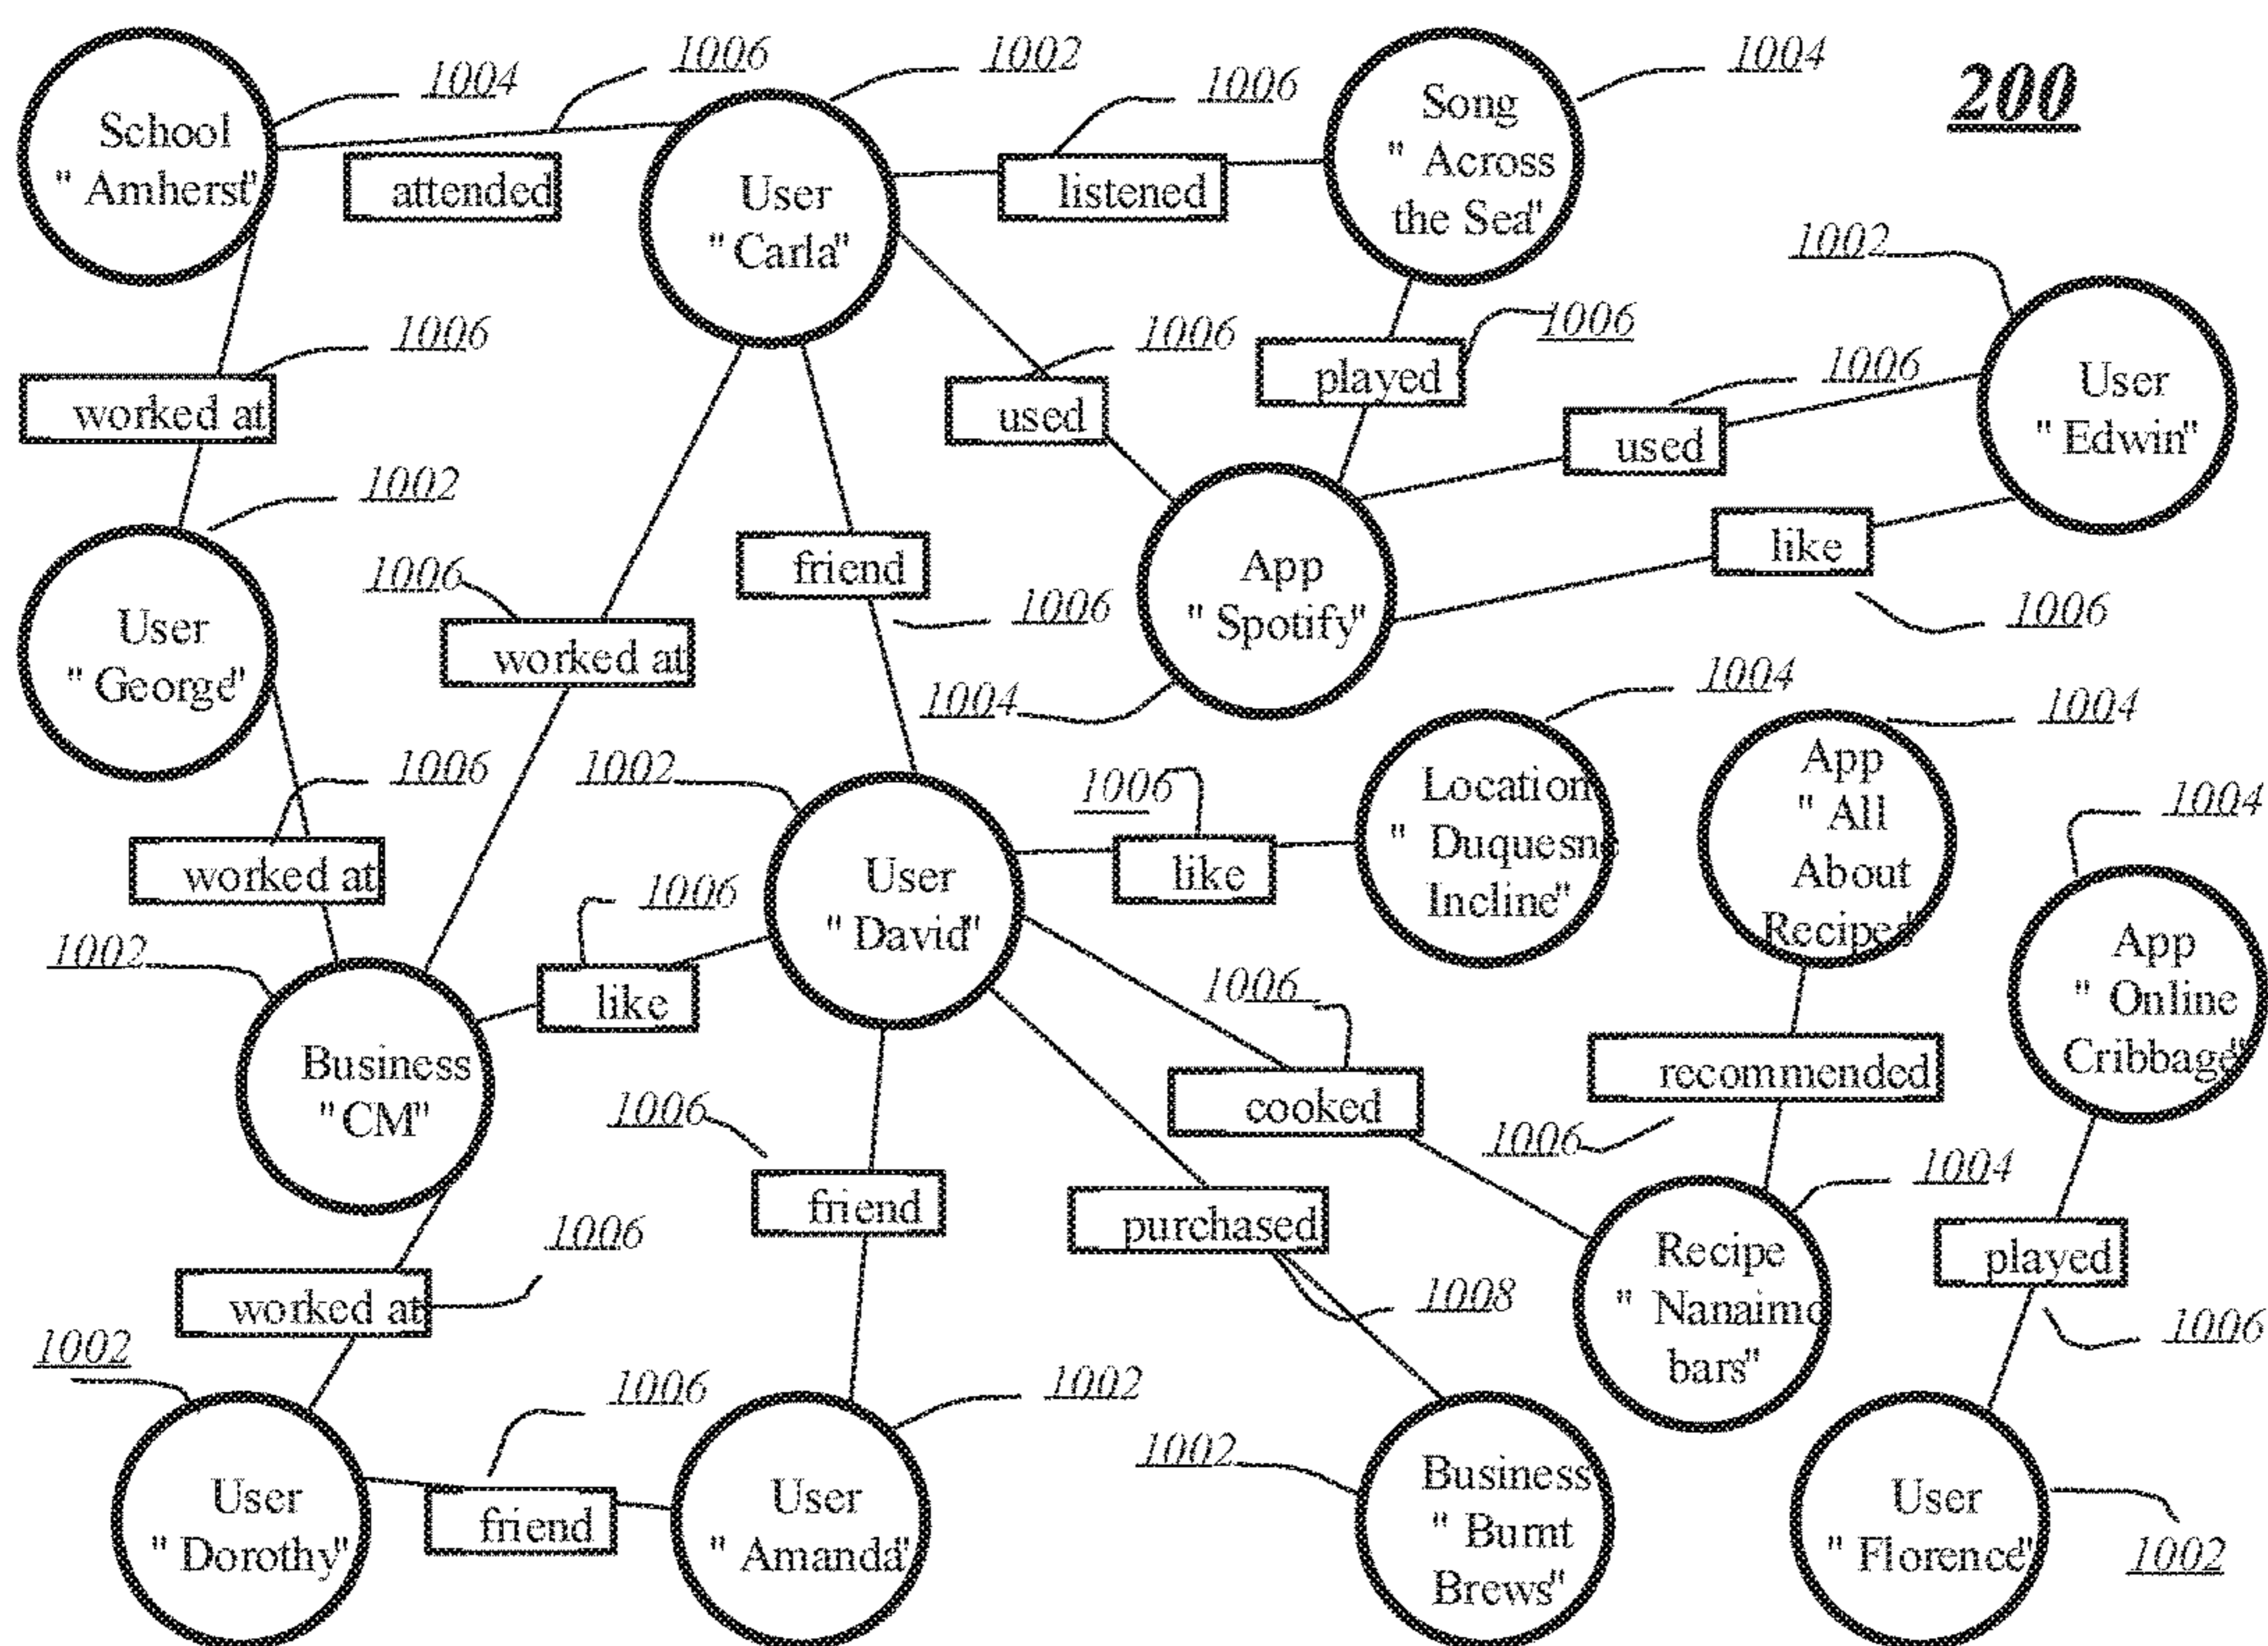 1004
1006
1002
1006
1004
200
School
" Amherst"
attended
User
" Carla"
listened
Song
" Across
the Sea"
1002
1006
worked at
1006
used
1006
played
1006
used
User
" Edwin"
1002
1006
worked at
friend
1006
App
" Spotify"
like
1006
User
" George"
1004
1004
1004
1006
1002
1006
Location
" Duquesne
Incline"
App
" All
About
Recipes"
1004
worked at
1006
User
" David"
like
App
" Online
Cribbage"
1002
like
1006
Business
"CM"
1006
cooked
recommended
1006
1004
friend
purchased
1008
Recipe
" Nanaimo
bars"
played
1006
1006
worked at
1002
1006
1002
1002
User
" Dorothy"
friend
User
" Amanda"
Business
" Burnt
Brews"
User
" Florence"
1002